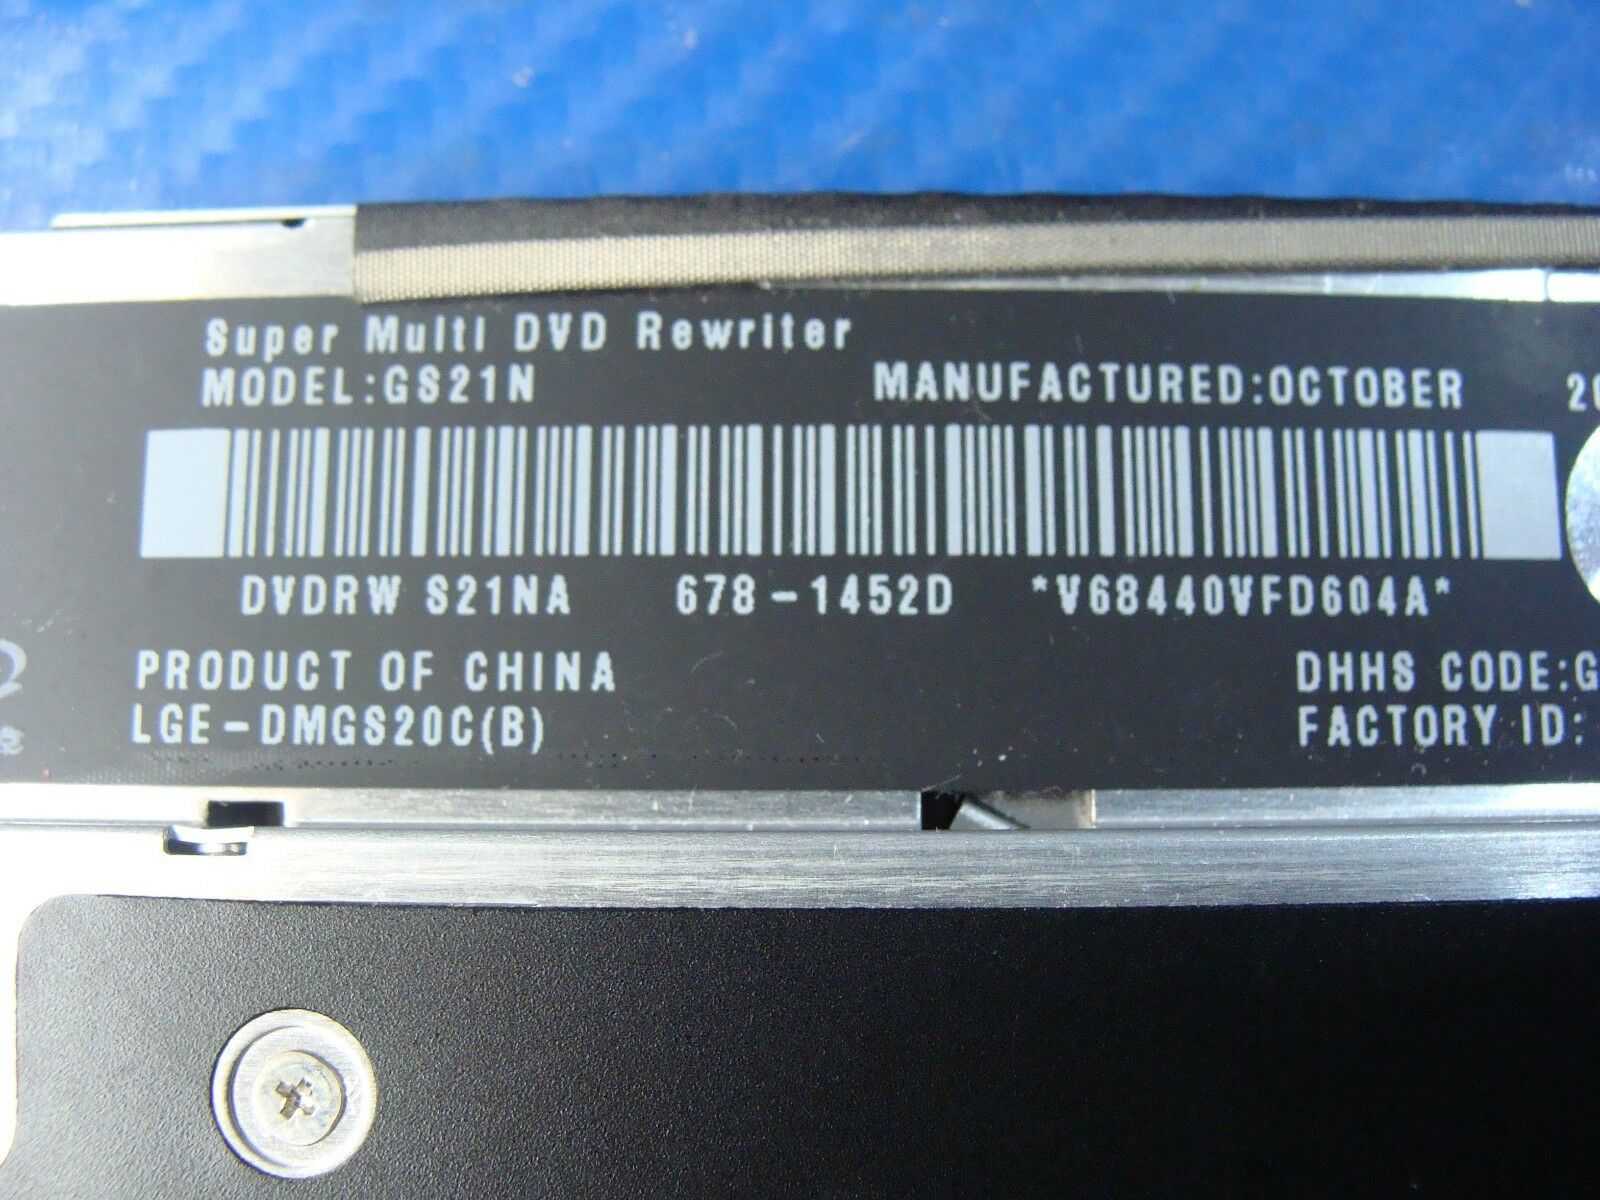 Super Multi DVD Rewriter
MODEL:GS21N MANUFACTURED:OCTOBER
DVDRW S21NA 678-1452D *V68440VFD604A*
PRODUCT OF CHINA DHHS CODE:G
LGE-DMGS20C(B) FACTORY ID: